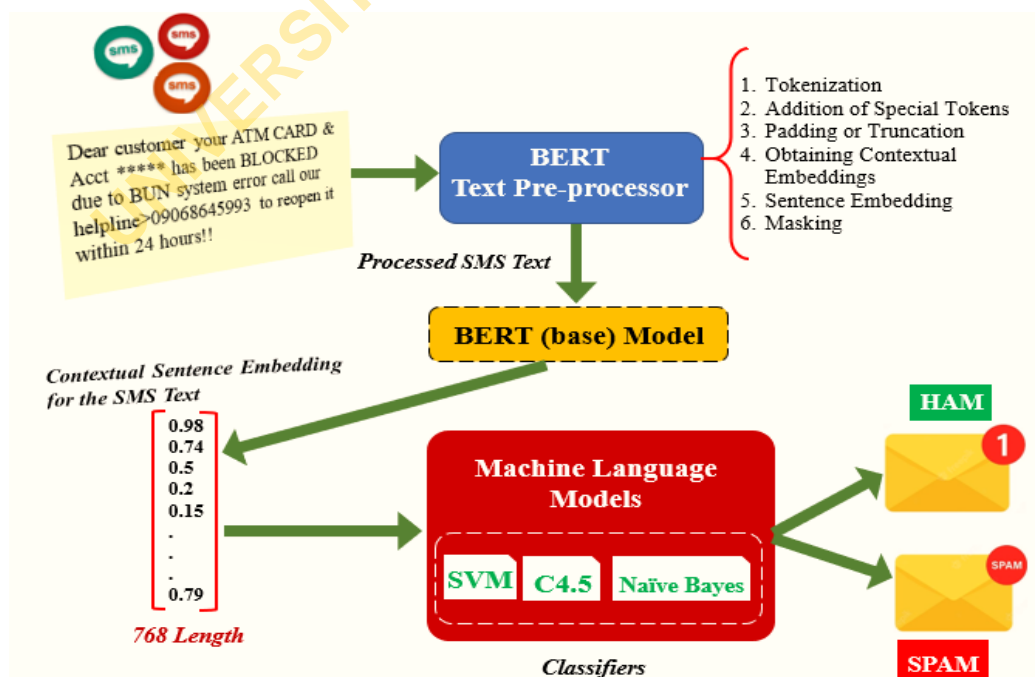 UNIVERSIT
sms
sms
sms
Dear customer your ATM CARD &
Acct ***** has been BLOCKED
due to BUN system error call our
helpline>09068645993 to reopen it
within 24 hours!!
BERT
Text Pre-processor
1. Tokenization
2. Addition of Special Tokens
3. Padding or Truncation
4. Obtaining Contextual
Embeddings
5. Sentence Embedding
6. Masking
Processed SMS Text
BERT (base) Model
Contextual Sentence Embedding
for the SMS Text
0.98
0.74
0.5
0.2
0.15
.
.
.
0.79
768 Length
Machine Language
Models
SVM
C4.5
Naïve Bayes
Classifiers
HAM
1
SPAM
SPAM